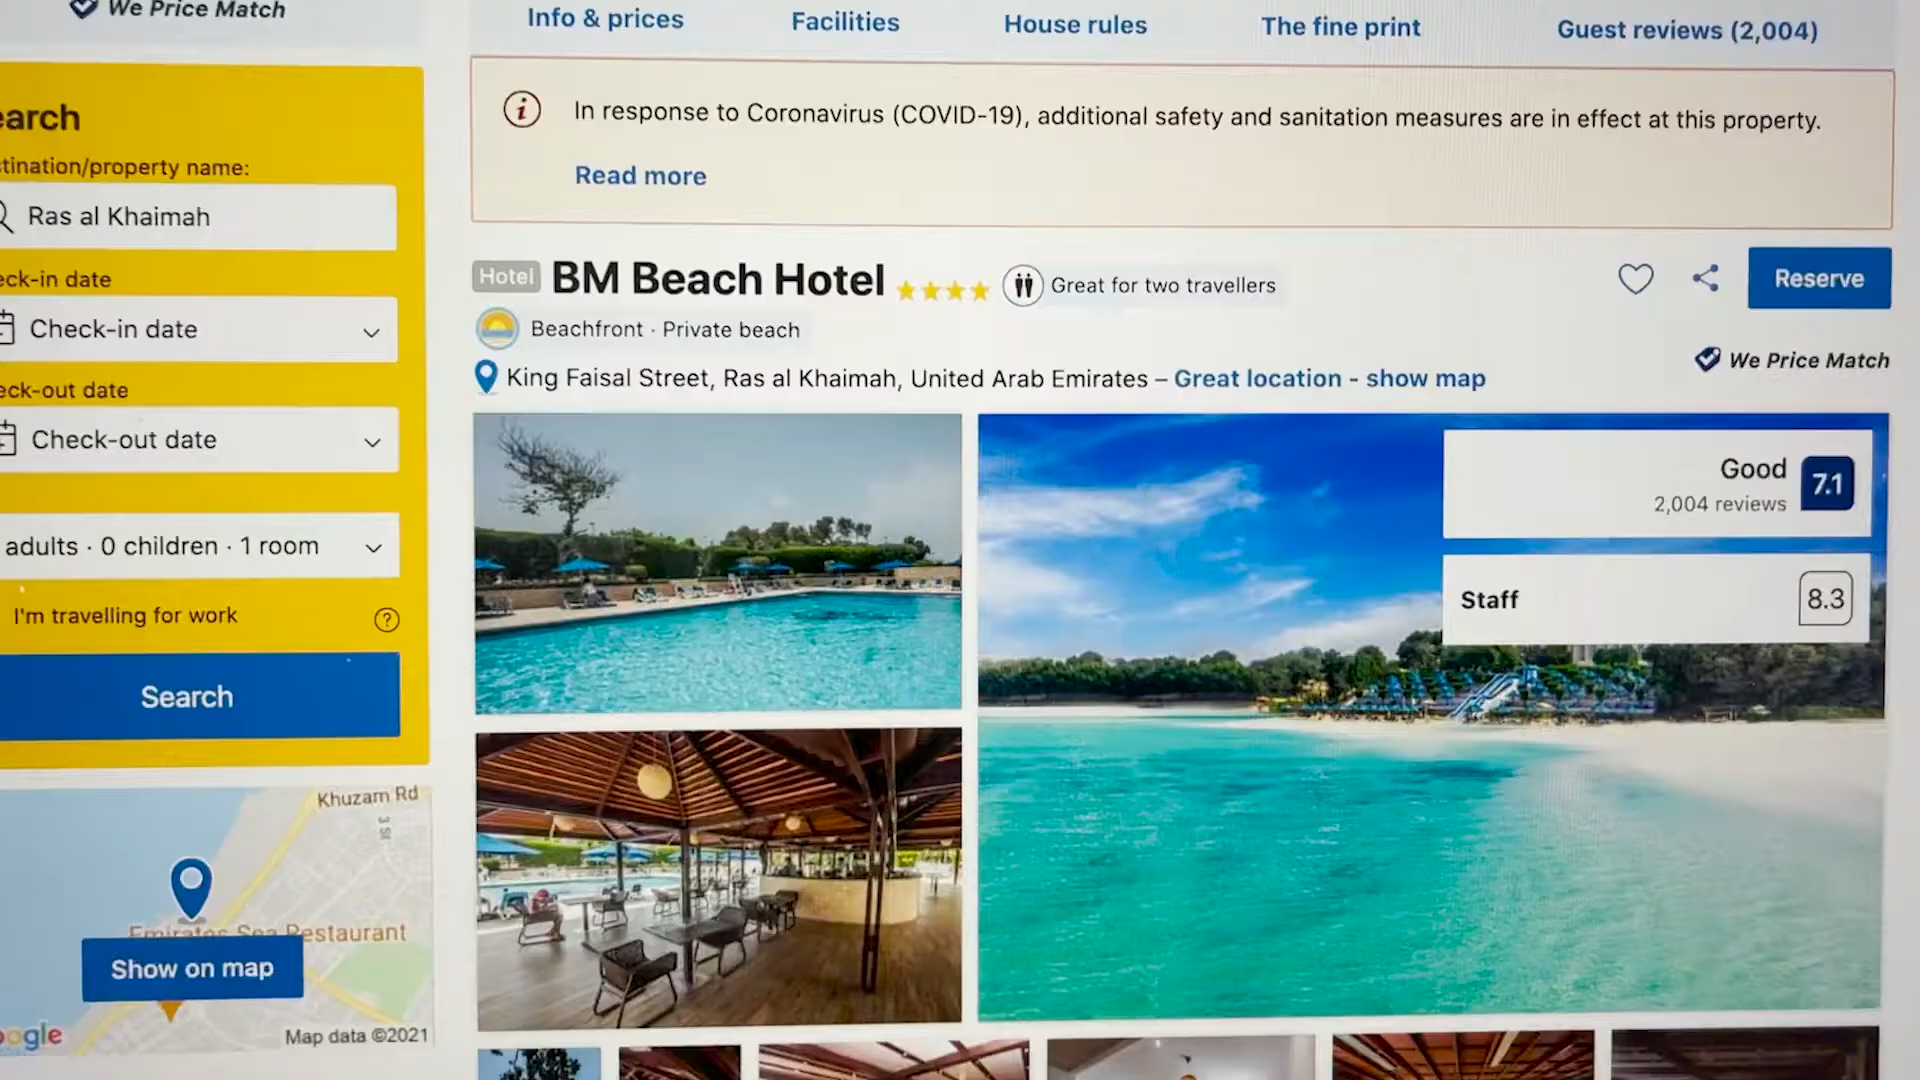 We Price Match
Info & prices
Facilities
House rules
The fine print
Guest reviews (2,004)
earch
tination/property name:
Ras al Khaimah
eck-in date
Check-in date
eck-out date
Check-out date
adults · 0 children · 1 room
I'm travelling for work
?
Search
Khuzam Rd
3 St
Emirates Sea Restaurant
Show on map
oogle
Map data ©2021
i
In response to Coronavirus (COVID-19), additional safety and sanitation measures are in effect at this property.
Read more
Hotel
BM Beach Hotel
Great for two travellers
Reserve
Beachfront · Private beach
We Price Match
King Faisal Street, Ras al Khaimah, United Arab Emirates – Great location - show map
Good
2,004 reviews
7.1
Staff
8.3